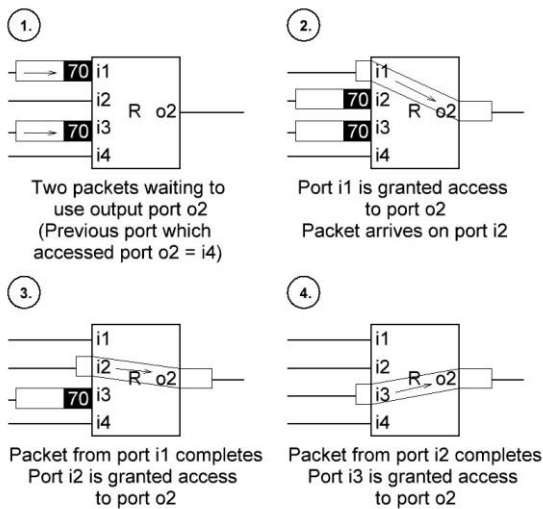 1.
70 i1
i2
70 i3
i4
R o2
Two packets waiting to
use output port o2
(Previous port which
accessed port o2 = i4)
2.
i1
70 i2
70 i3
i4
R o2
Port i1 is granted access
to port o2
Packet arrives on port i2
3.
i1
i2
70 i3
i4
R o2
Packet from port i1 completes
Port i2 is granted access
to port o2
4.
i1
i2
i3
i4
R o2
Packet from port i2 completes
Port i3 is granted access
to port o2